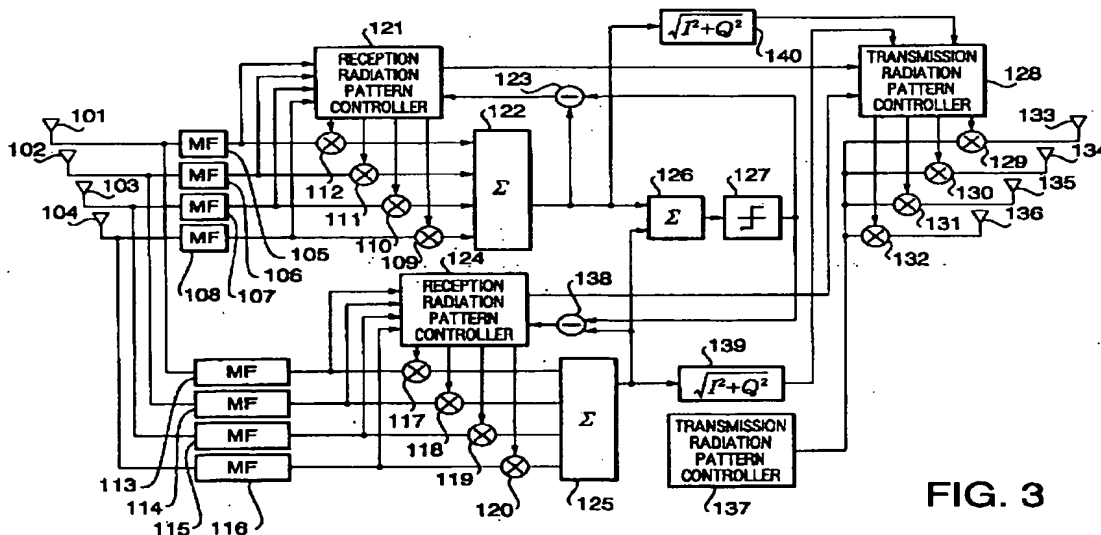 121
RECEPTION
RADIATION
PATTERN
CONTROLLER
√I²+Q²
140
TRANSMISSION
RADIATION
PATTERN
CONTROLLER
128
123
122
101
102
103
104
MF
MF
MF
MF
112
111
110
109
Σ
126
Σ
127
133
134
135
136
129
130
131
132
105
106
107
108
124
RECEPTION
RADIATION
PATTERN
CONTROLLER
138
139
√I²+Q²
MF
MF
MF
MF
117
118
119
120
Σ
125
TRANSMISSION
RADIATION
PATTERN
CONTROLLER
137
113
114
115
116
FIG. 3